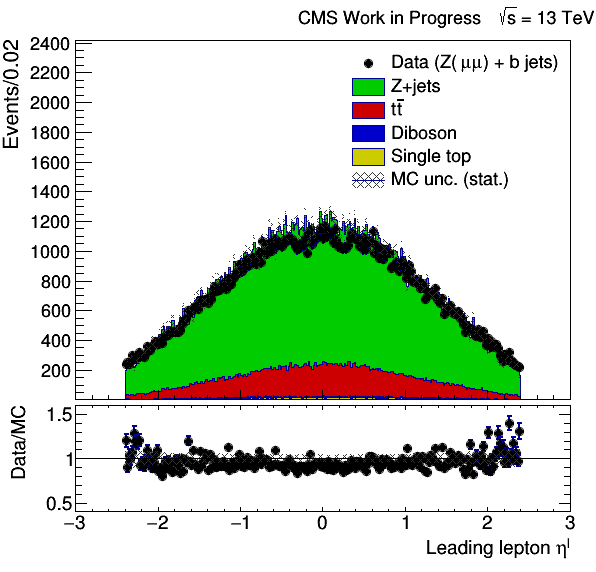 CMS Work in Progress √s = 13 TeV
Events/0.02
2400
2200
2000
1800
1600
1400
1200
1000
800
600
400
200
Data (Z(μμ) + b jets)
Z+jets
tt̄
Diboson
Single top
MC unc. (stat.)
Data/MC
1.5
1
0.5
−3 −2 −1 0 1 2 3
Leading lepton ηˡ